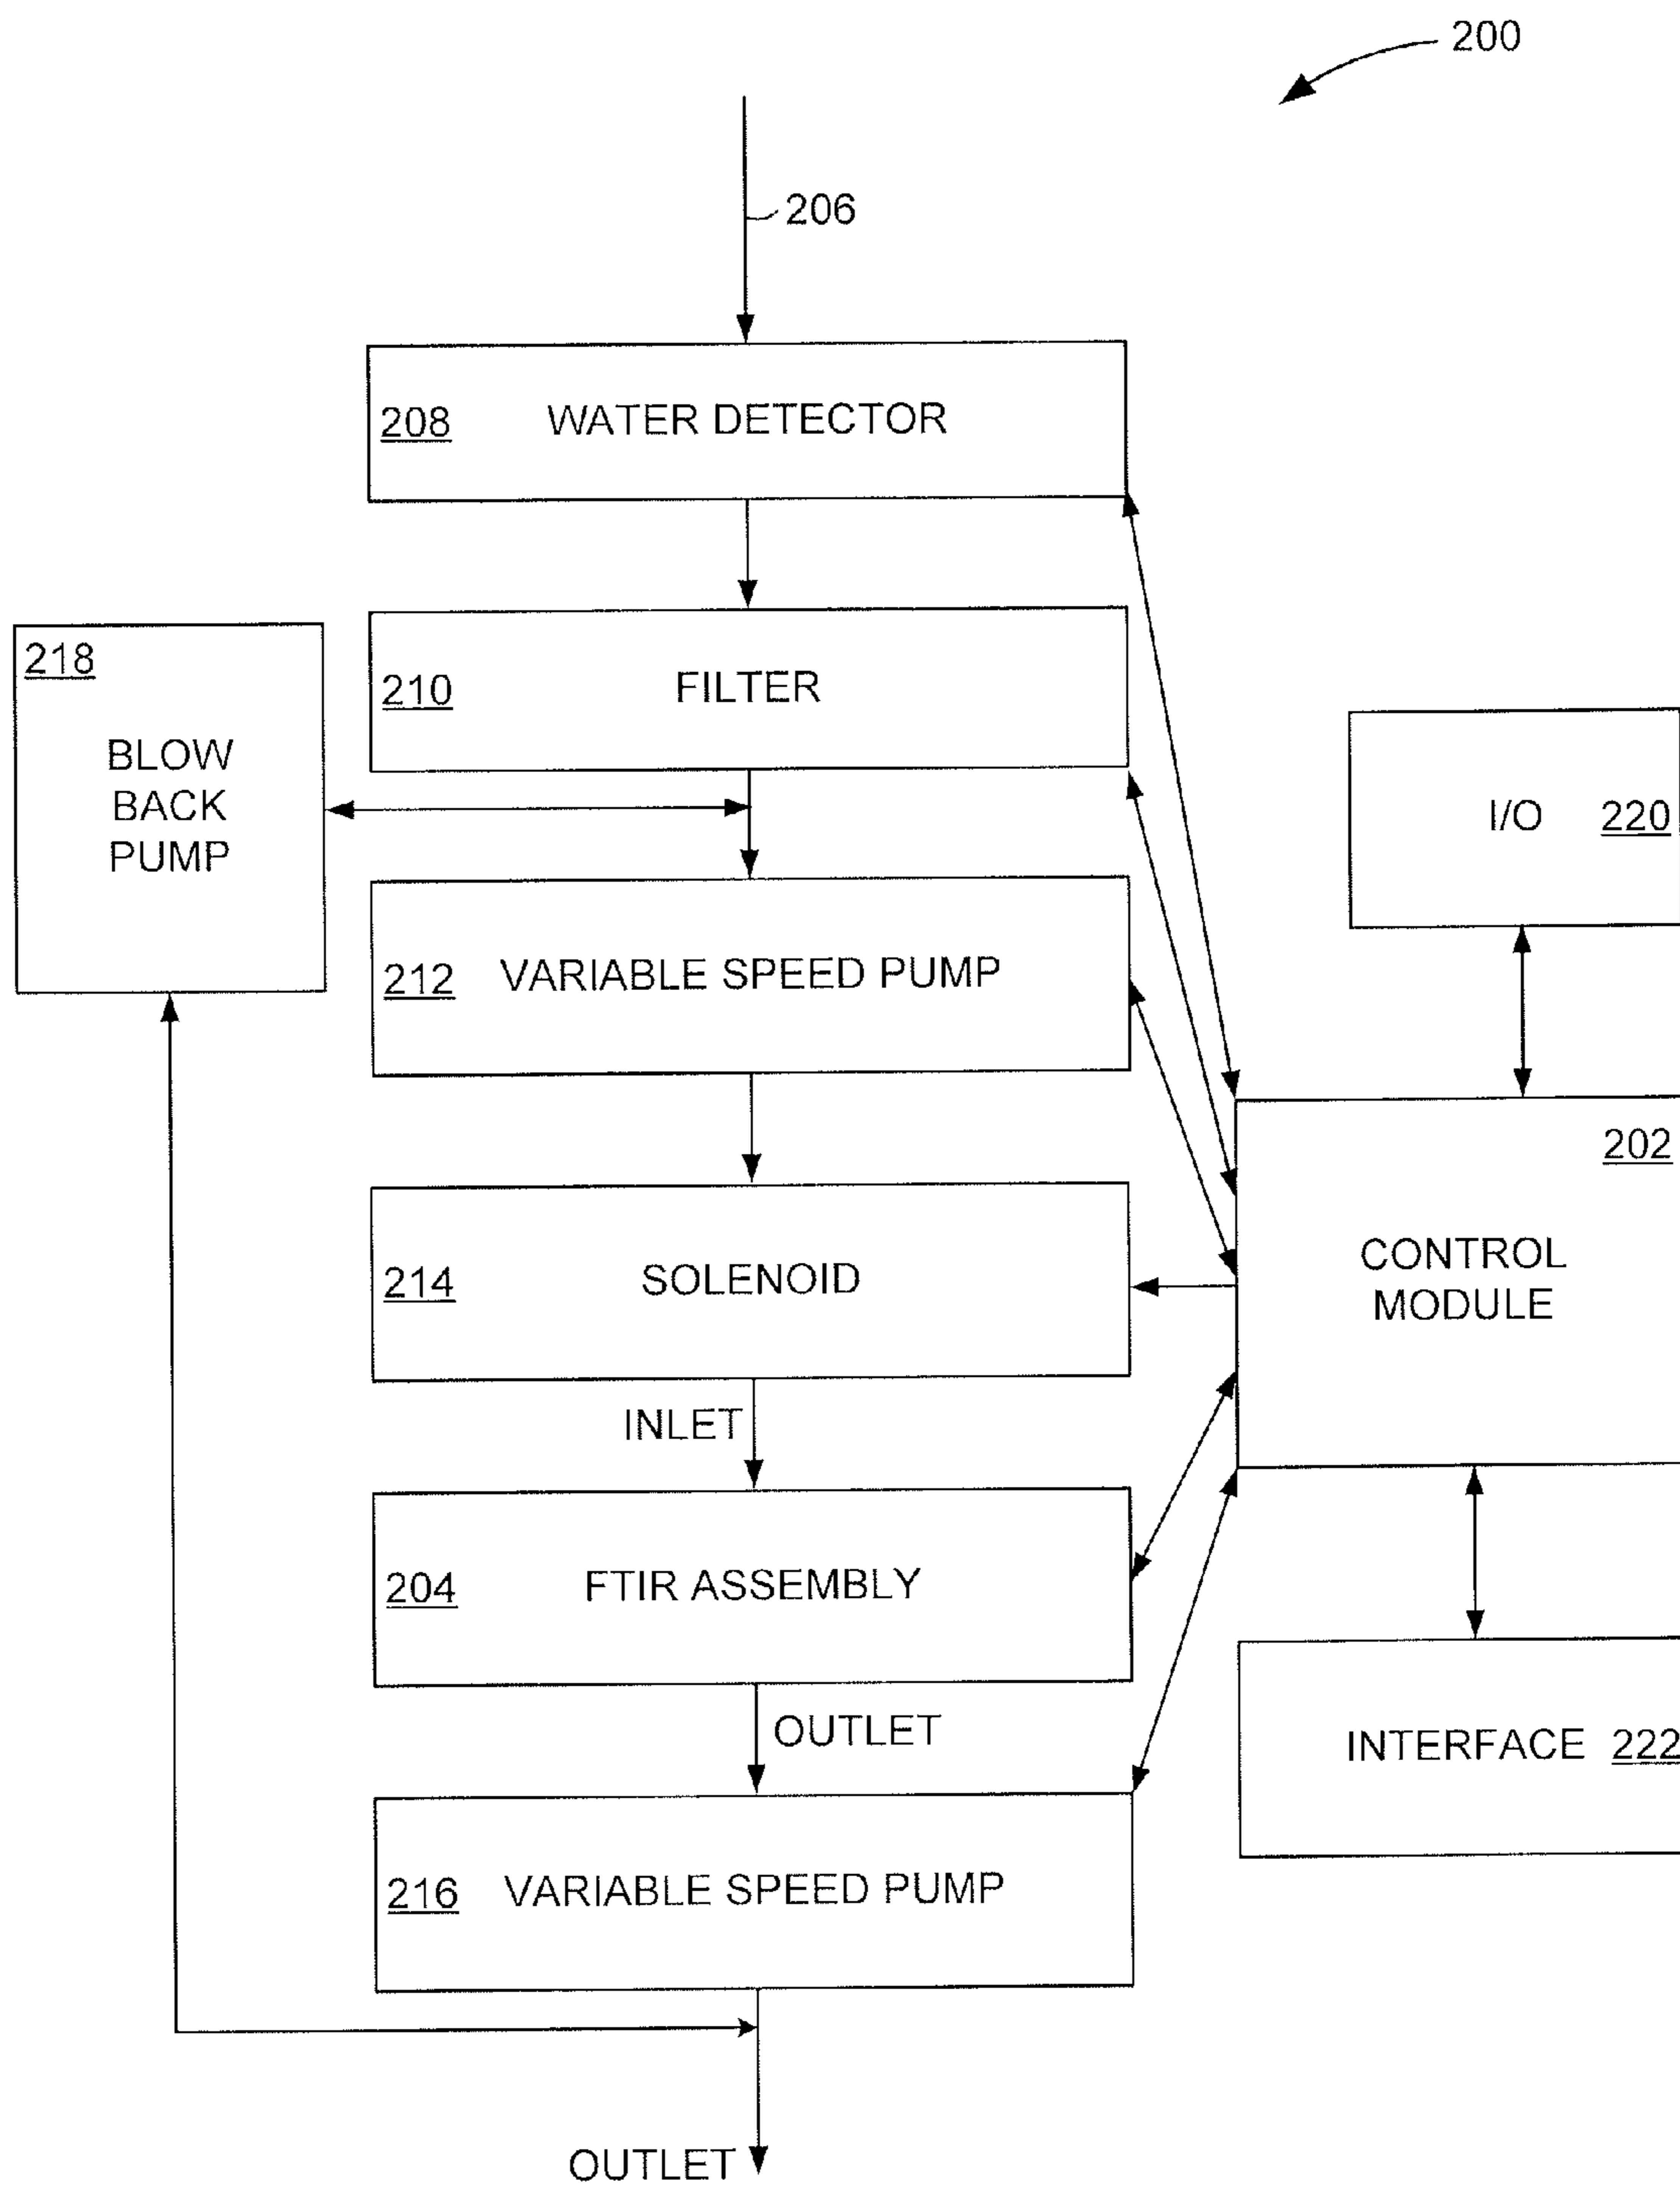 200
206
208 WATER DETECTOR
218
BLOW
BACK
PUMP
210 FILTER
I/O 220
212 VARIABLE SPEED PUMP
202
CONTROL
MODULE
214 SOLENOID
INLET
204 FTIR ASSEMBLY
OUTLET
INTERFACE 222
216 VARIABLE SPEED PUMP
OUTLET